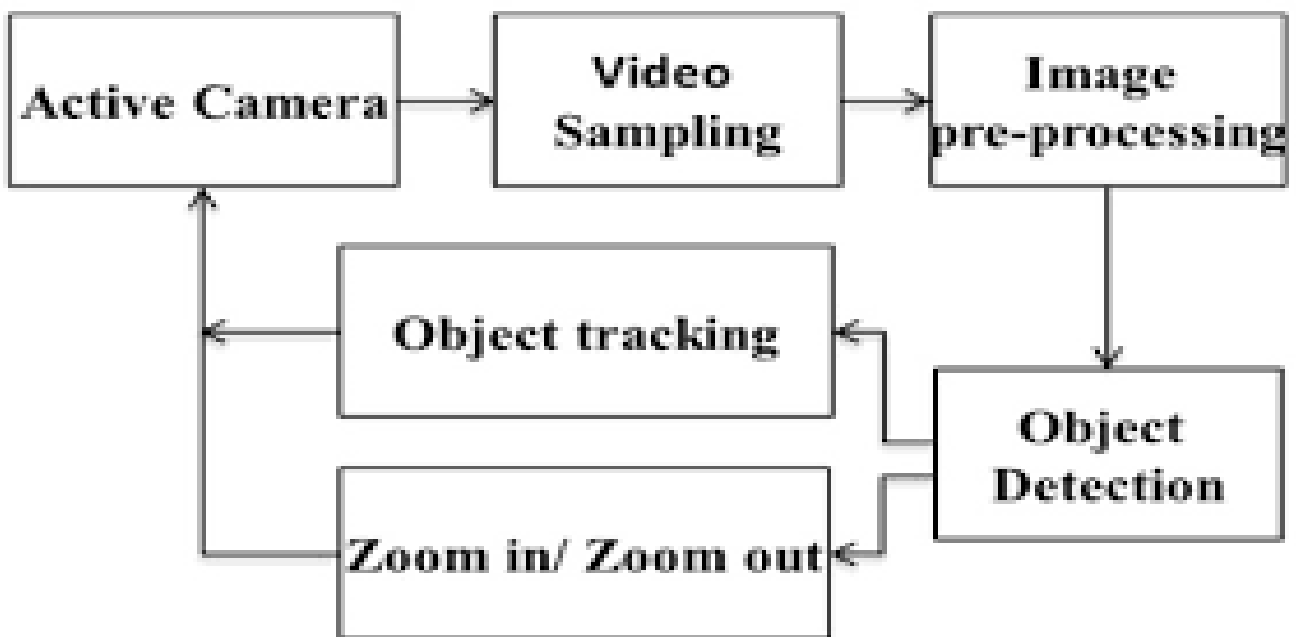 Active Camera
Video
Sampling
Image
pre-processing
Object tracking
Object
Detection
Zoom in/ Zoom out